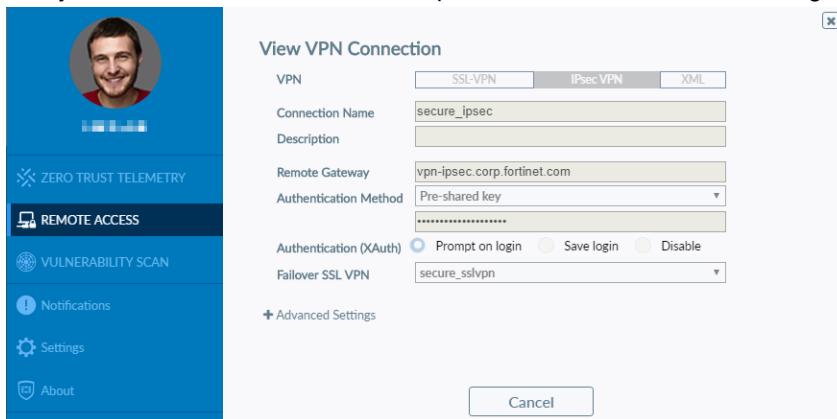 View VPN Connection
VPN SSL-VPN IPsec VPN XML
Connection Name secure_ipsec
Description
Remote Gateway vpn-ipsec.corp.fortinet.com
Authentication Method Pre-shared key
••••••••••••••••••••
Authentication (XAuth) Prompt on login Save login Disable
Failover SSL VPN secure_sslvpn
+ Advanced Settings
Cancel
ZERO TRUST TELEMETRY
REMOTE ACCESS
VULNERABILITY SCAN
Notifications
Settings
About